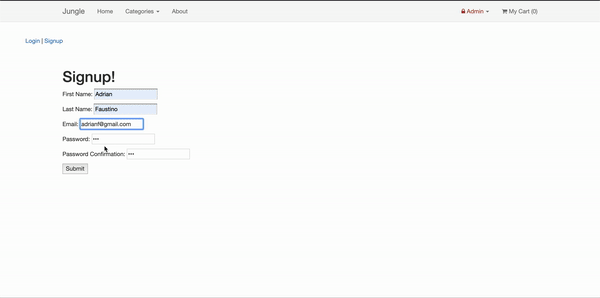 Jungle Home Categories About Admin My Cart (0)
Login | Signup
Signup!
First Name: Adrian
Last Name: Faustino
Email: adrianf@gmail.com
Password: •••
Password Confirmation: •••
Submit